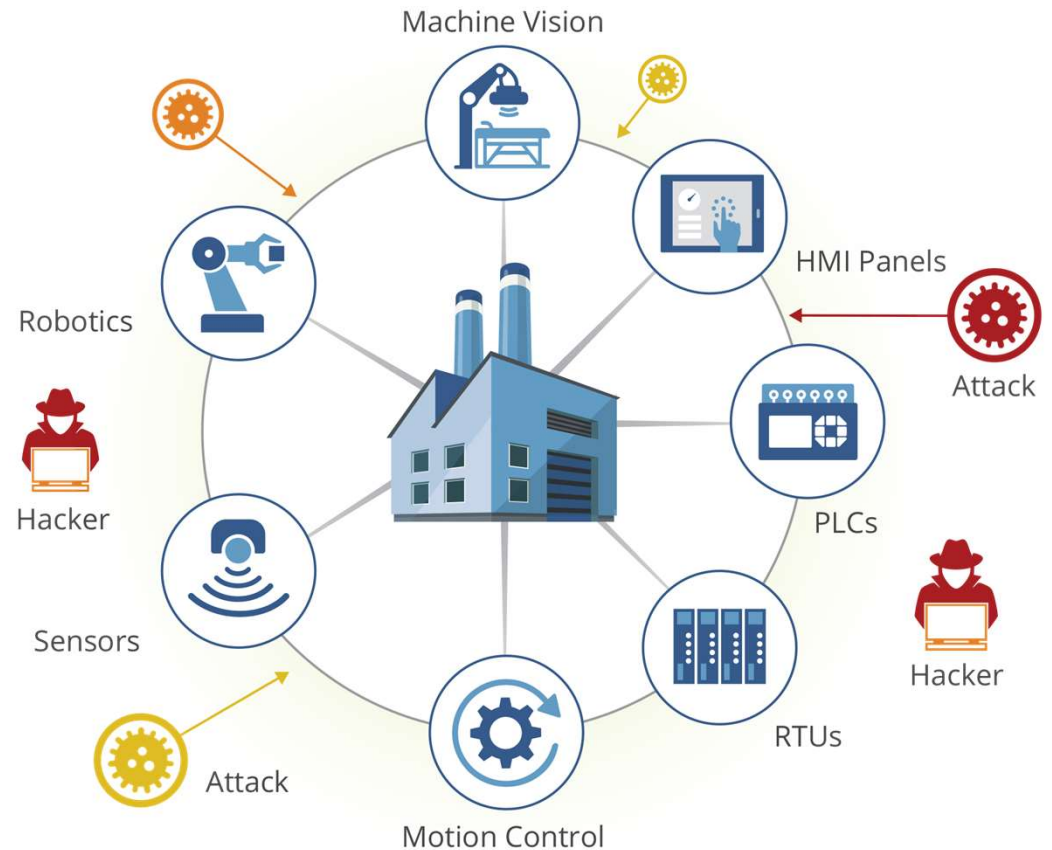 Machine Vision
HMI Panels
Robotics
Attack
Hacker
PLCs
Sensors
Hacker
RTUs
Attack
Motion Control